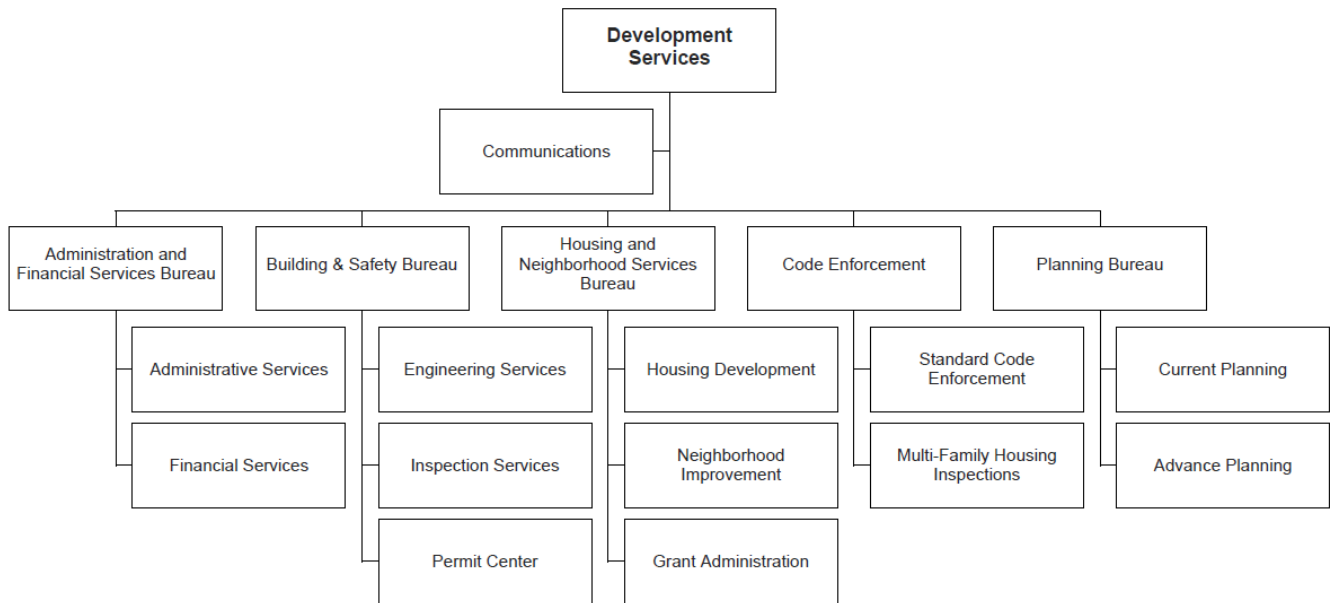 Development
Services
Communications
Administration and
Financial Services Bureau
Building & Safety Bureau
Housing and
Neighborhood Services
Bureau
Code Enforcement
Planning Bureau
Administrative Services
Engineering Services
Housing Development
Standard Code
Enforcement
Current Planning
Financial Services
Inspection Services
Neighborhood
Improvement
Multi-Family Housing
Inspections
Advance Planning
Permit Center
Grant Administration